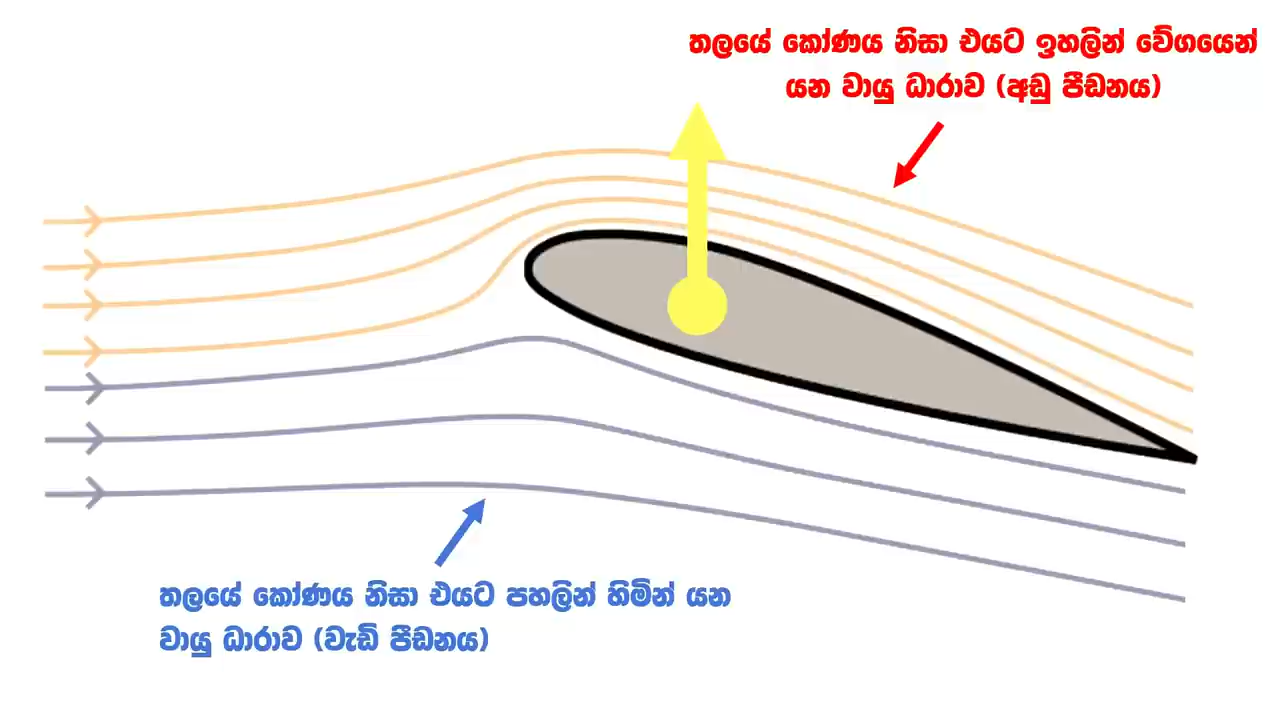 තලයේ කෝණය නිසා එයට ඉහලින් වේගයෙන්
යන වායු ධාරාව (අඩු පීඩනය)
තලයේ කෝණය නිසා එයට පහලින් හිමින් යන
වායු ධාරාව (වැඩි පීඩනය)